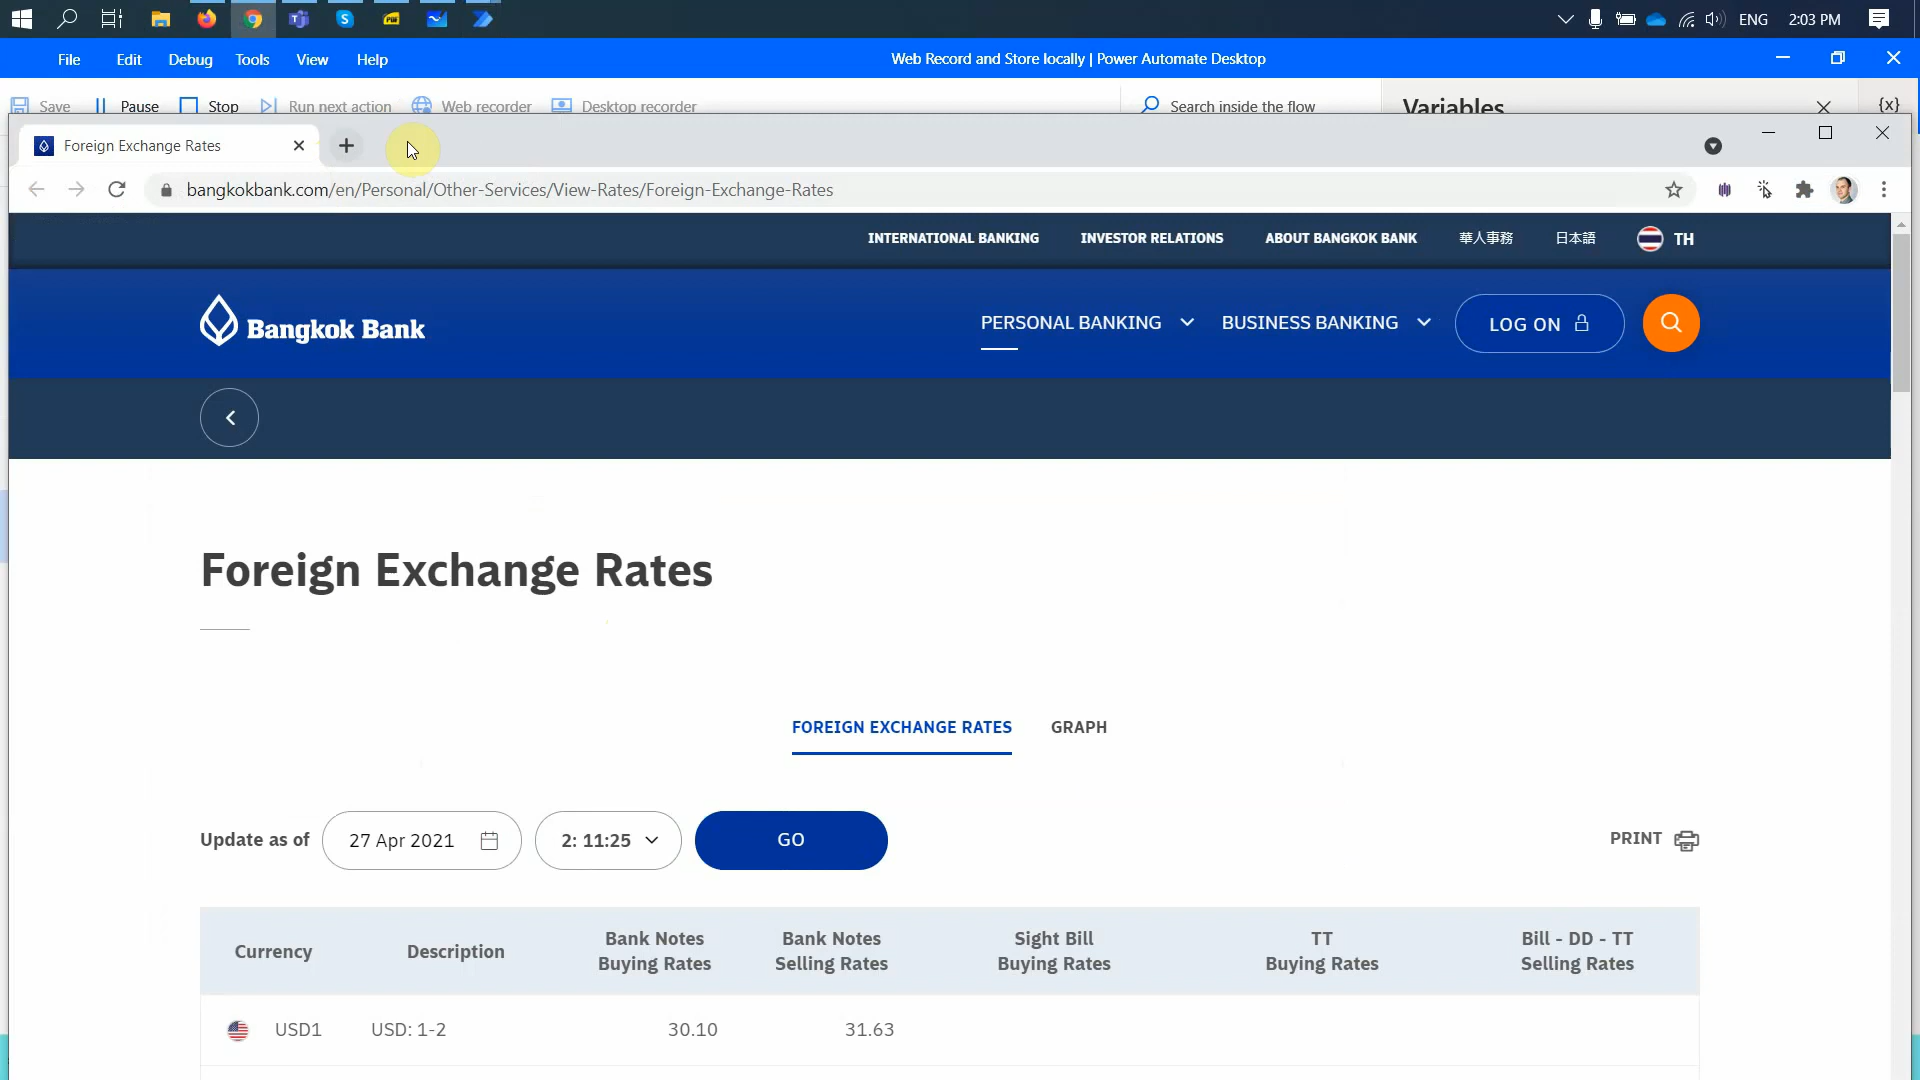 ENG 2:03 PM
File Edit Debug Tools View Help Web Record and Store locally | Power Automate Desktop
Save Pause Stop Run next action Web recorder Desktop recorder Search inside the flow Variables {x}
Foreign Exchange Rates
bangkokbank.com/en/Personal/Other-Services/View-Rates/Foreign-Exchange-Rates
INTERNATIONAL BANKING INVESTOR RELATIONS ABOUT BANGKOK BANK 華人事務 日本語 TH
Bangkok Bank PERSONAL BANKING BUSINESS BANKING LOG ON
Foreign Exchange Rates
FOREIGN EXCHANGE RATES GRAPH
Update as of 27 Apr 2021 2: 11:25 GO PRINT
Currency Description Bank Notes Buying Rates Bank Notes Selling Rates Sight Bill Buying Rates TT Buying Rates Bill - DD - TT Selling Rates
USD1 USD: 1-2 30.10 31.63